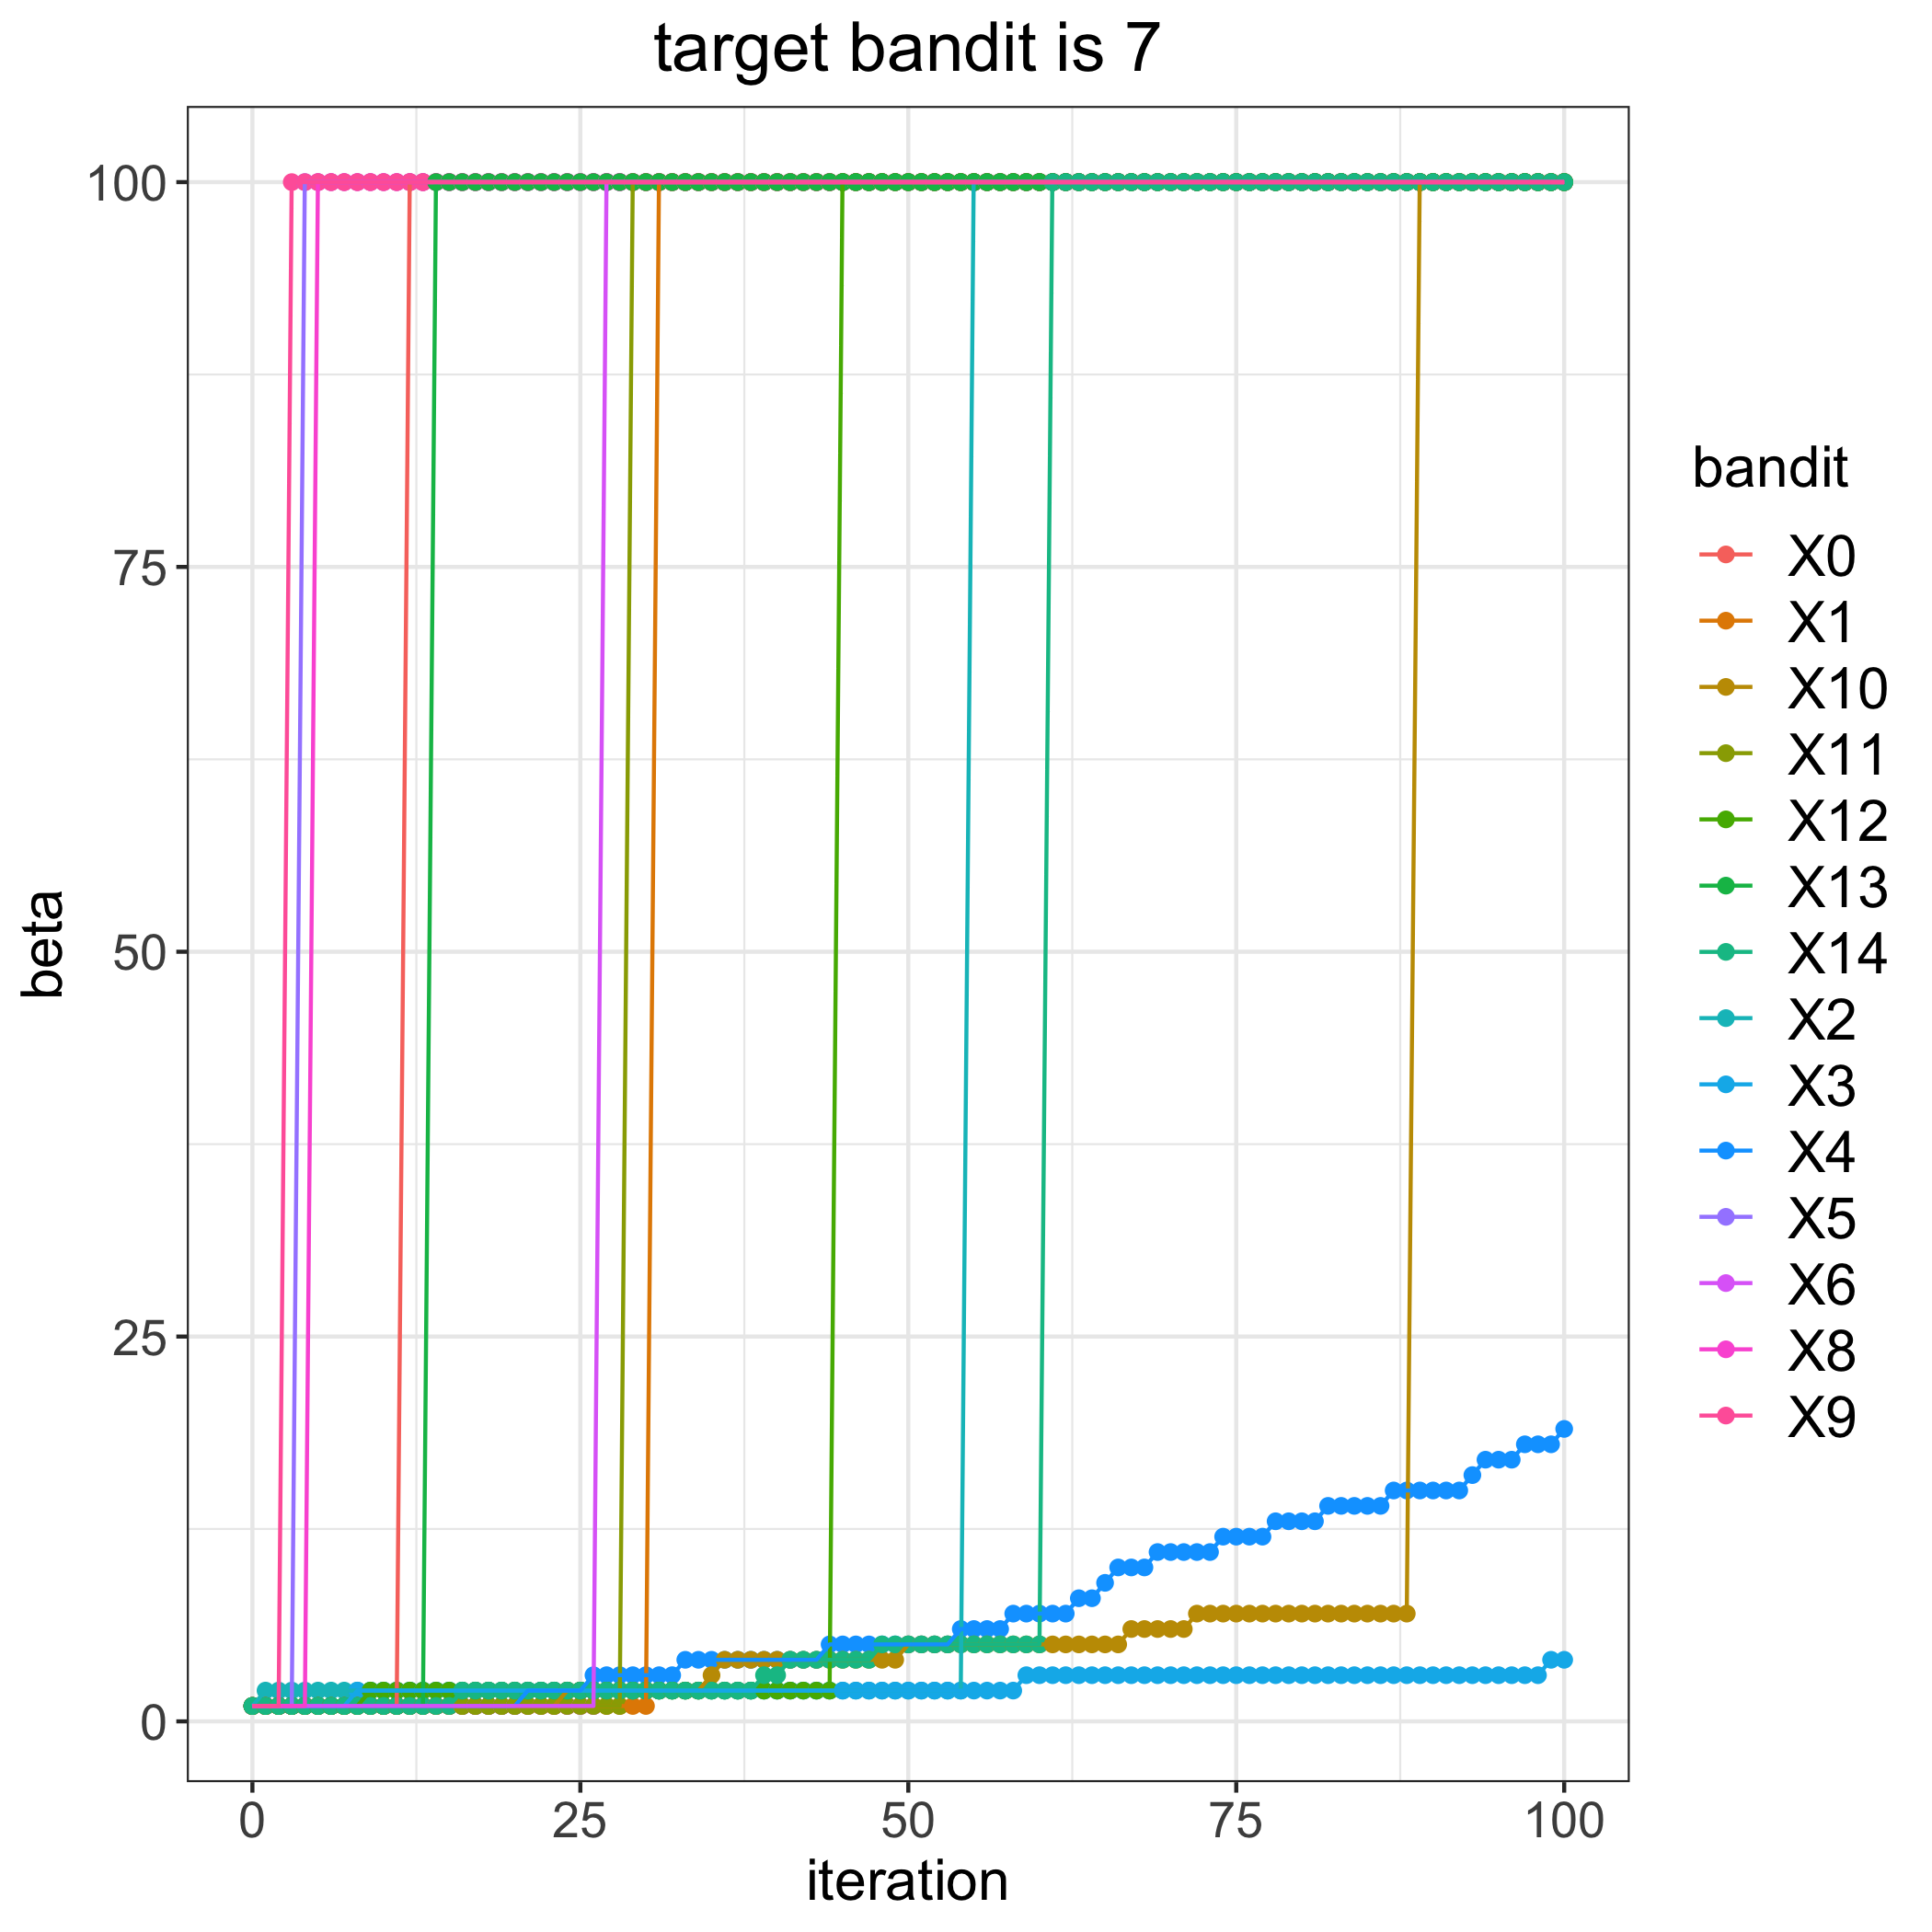 target bandit is 7
100
75
50
25
0
beta
0 25 50 75 100
iteration
bandit
X0
X1
X10
X11
X12
X13
X14
X2
X3
X4
X5
X6
X8
X9